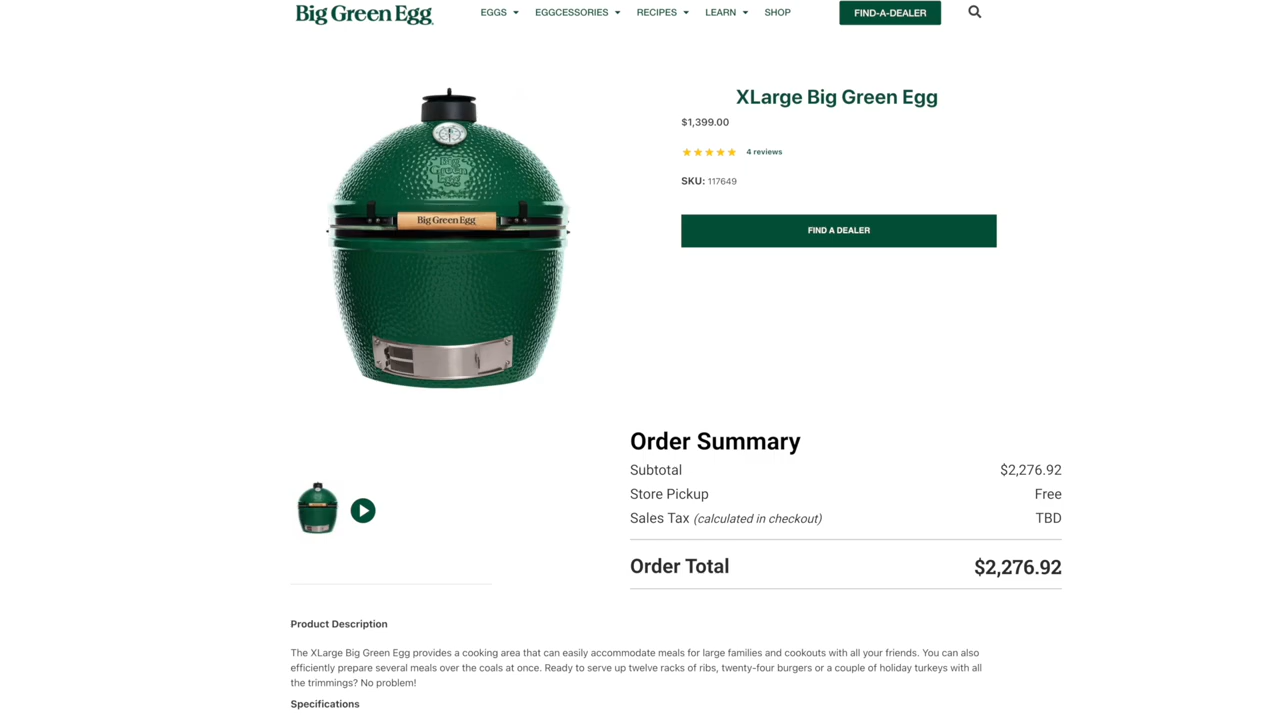 Big Green Egg
EGGS
EGGCESSORIES
RECIPES
LEARN
SHOP
FIND-A-DEALER
XLarge Big Green Egg
$1,399.00
4 reviews
SKU: 117649
FIND A DEALER
Big Green Egg
Big Green Egg
Order Summary
Subtotal $2,276.92
Store Pickup Free
Sales Tax (calculated in checkout) TBD
Order Total $2,276.92
Product Description
The XLarge Big Green Egg provides a cooking area that can easily accommodate meals for large families and cookouts with all your friends. You can also
efficiently prepare several meals over the coals at once. Ready to serve up twelve racks of ribs, twenty-four burgers or a couple of holiday turkeys with all
the trimmings? No problem!
Specifications